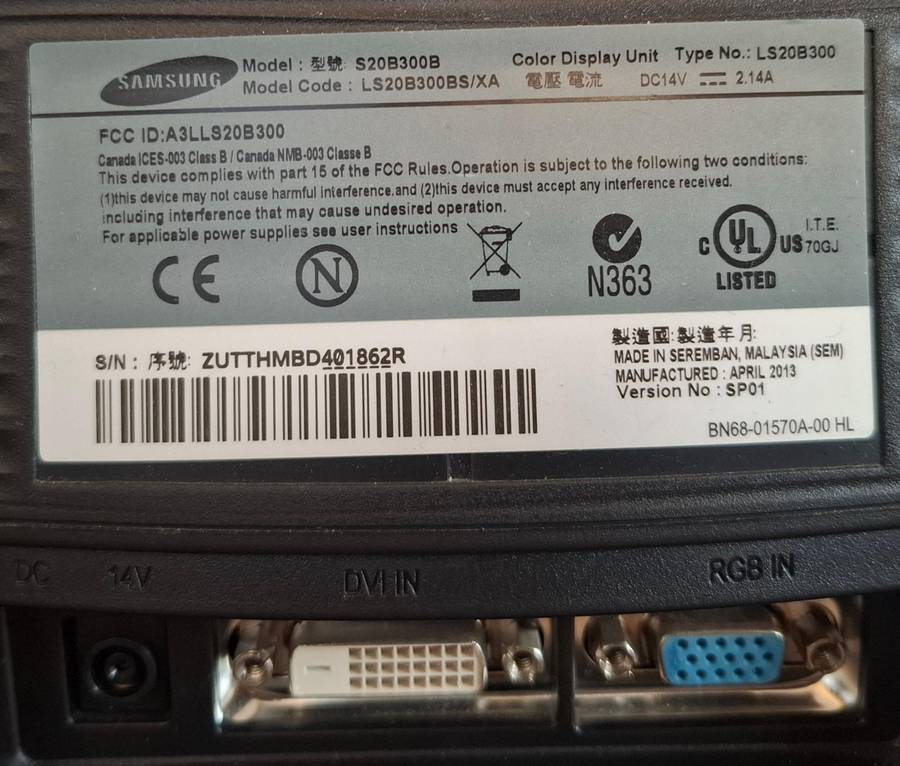 SAMSUNG
Model : 型號: S20B300B
Model Code : LS20B300BS/XA
Color Display Unit Type No.: LS20B300
電壓 電流 DC14V ⎓ 2.14A
FCC ID:A3LLS20B300
Canada ICES-003 Class B / Canada NMB-003 Classe B
This device complies with part 15 of the FCC Rules.Operation is subject to the following two conditions:
(1)this device may not cause harmful interference.and (2)this device must accept any interference received.
including interference that may cause undesired operation.
For applicable power supplies see user instructions
CE
N
N363
C UL US
LISTED
I.T.E.
70GJ
S/N : 序號: ZUTTHMBD401862R
製造國:製造年月:
MADE IN SEREMBAN, MALAYSIA (SEM)
MANUFACTURED : APRIL 2013
Version No : SP01
BN68-01570A-00 HL
DC 14V
DVI IN
RGB IN